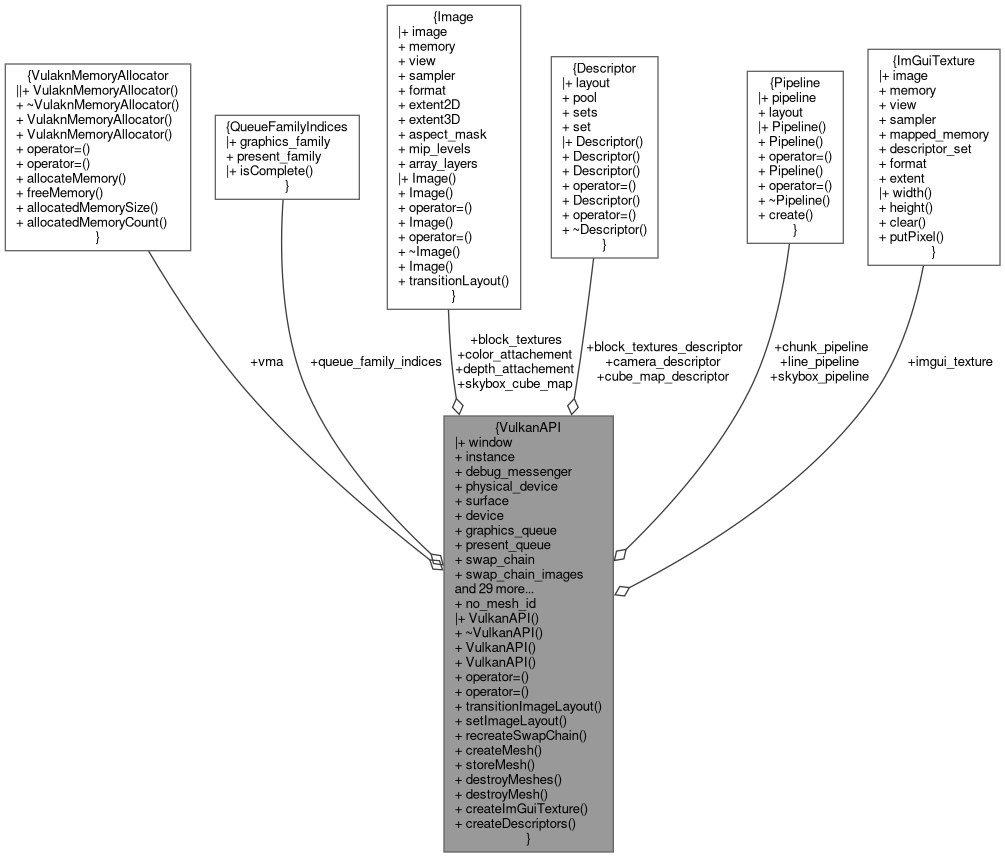 {VulaknMemoryAllocator
||+ VulaknMemoryAllocator()
+ ~VulaknMemoryAllocator()
+ VulaknMemoryAllocator()
+ VulaknMemoryAllocator()
+ operator=()
+ operator=()
+ allocateMemory()
+ freeMemory()
+ allocatedMemorySize()
+ allocatedMemoryCount()
}
{QueueFamilyIndices
|+ graphics_family
+ present_family
|+ isComplete()
}
{Image
|+ image
+ memory
+ view
+ sampler
+ format
+ extent2D
+ extent3D
+ aspect_mask
+ mip_levels
+ array_layers
|+ Image()
+ Image()
+ operator=()
+ Image()
+ operator=()
+ ~Image()
+ Image()
+ transitionLayout()
}
{Descriptor
|+ layout
+ pool
+ sets
+ set
|+ Descriptor()
+ Descriptor()
+ Descriptor()
+ operator=()
+ Descriptor()
+ operator=()
+ ~Descriptor()
}
{Pipeline
|+ pipeline
+ layout
|+ Pipeline()
+ Pipeline()
+ operator=()
+ Pipeline()
+ operator=()
+ ~Pipeline()
+ create()
}
{ImGuiTexture
|+ image
+ memory
+ view
+ sampler
+ mapped_memory
+ descriptor_set
+ format
+ extent
|+ width()
+ height()
+ clear()
+ putPixel()
}
+vma
+queue_family_indices
+block_textures
+color_attachement
+depth_attachement
+skybox_cube_map
+block_textures_descriptor
+camera_descriptor
+cube_map_descriptor
+chunk_pipeline
+line_pipeline
+skybox_pipeline
+imgui_texture
{VulkanAPI
|+ window
+ instance
+ debug_messenger
+ physical_device
+ surface
+ device
+ graphics_queue
+ present_queue
+ swap_chain
+ swap_chain_images
and 29 more...
+ no_mesh_id
|+ VulkanAPI()
+ ~VulkanAPI()
+ VulkanAPI()
+ VulkanAPI()
+ operator=()
+ operator=()
+ transitionImageLayout()
+ setImageLayout()
+ recreateSwapChain()
+ createMesh()
+ storeMesh()
+ destroyMeshes()
+ destroyMesh()
+ createImGuiTexture()
+ createDescriptors()
}